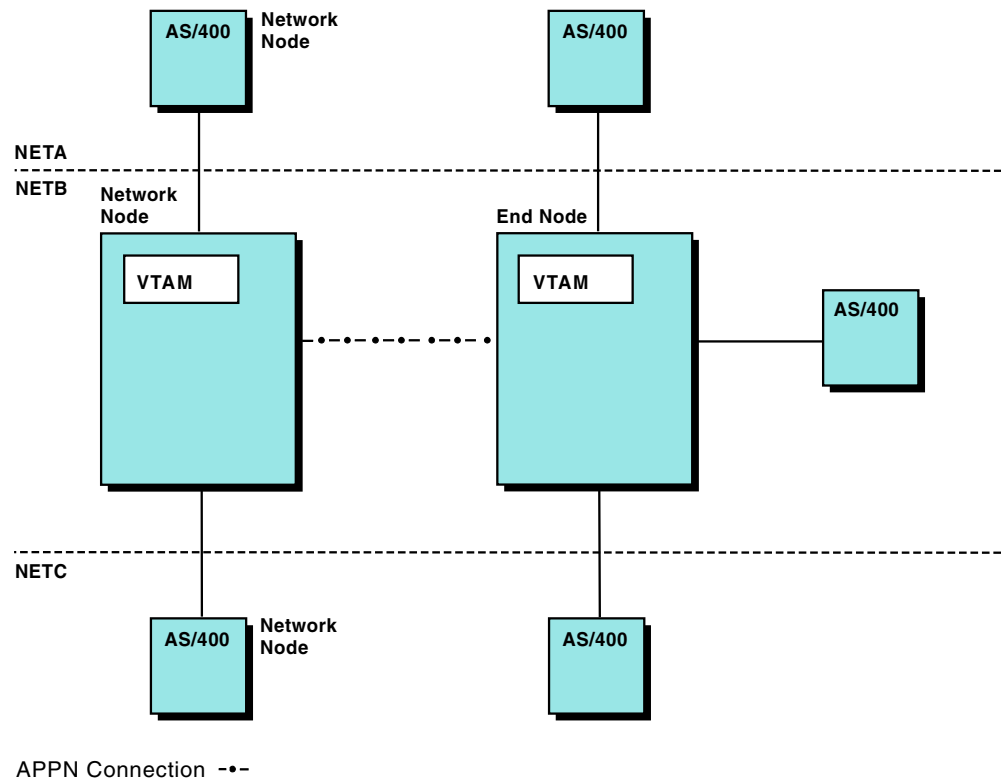 AS/400
Network
Node
AS/400
NETA
NETB
Network
Node
End Node
VTAM
VTAM
AS/400
NETC
AS/400
Network
Node
AS/400
APPN Connection